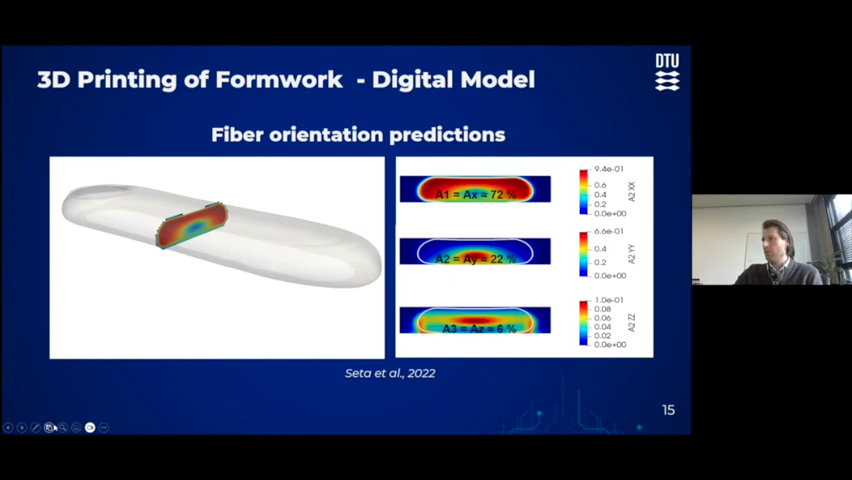 3D Printing of Formwork - Digital Model
DTU
Fiber orientation predictions
A1 = Ax ≈ 72 %
9.4e-01
0.6
0.4
0.2
0.0e+00
A2 XX
A2 = Ay ≈ 22 %
6.6e-01
0.4
0.2
0.0e+00
A2 YY
A3 = Az ≈ 6 %
1.0e-01
0.08
0.06
0.04
0.02
0.0e+00
A2 ZZ
Seta et al., 2022
15